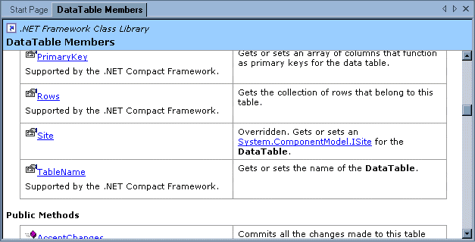 Start Page DataTable Members
.NET Framework Class Library
DataTable Members
PrimaryKey
Supported by the .NET Compact Framework.
Gets or sets an array of columns that function
as primary keys for the data table.
Rows
Supported by the .NET Compact Framework.
Gets the collection of rows that belong to this
table.
Site
Overridden. Gets or sets an
System.ComponentModel.ISite for the
DataTable.
TableName
Supported by the .NET Compact Framework.
Gets or sets the name of the DataTable.
Public Methods
AcceptChanges
Commits all the changes made to this table